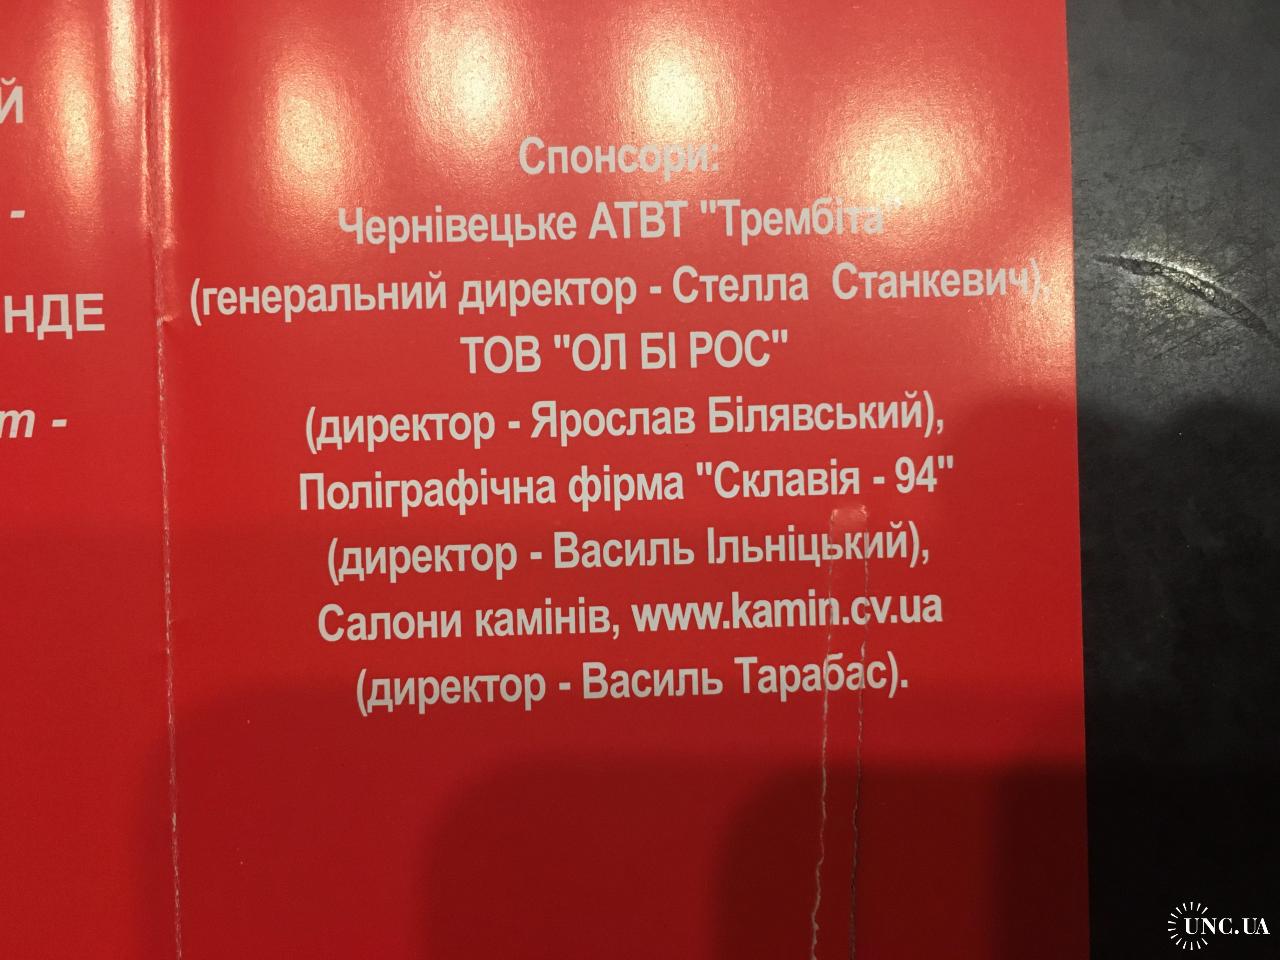 Й
-
НДЕ
т -
Спонсори:
Чернівецьке АТВТ "Трембіта"
(генеральний директор - Стелла Станкевич),
ТОВ "ОЛ БІ РОС"
(директор - Ярослав Білявський),
Поліграфічна фірма "Склавія - 94"
(директор - Василь Ільніцький),
Салони камінів, www.kamin.cv.ua
(директор - Василь Тарабас).
UNC.UA